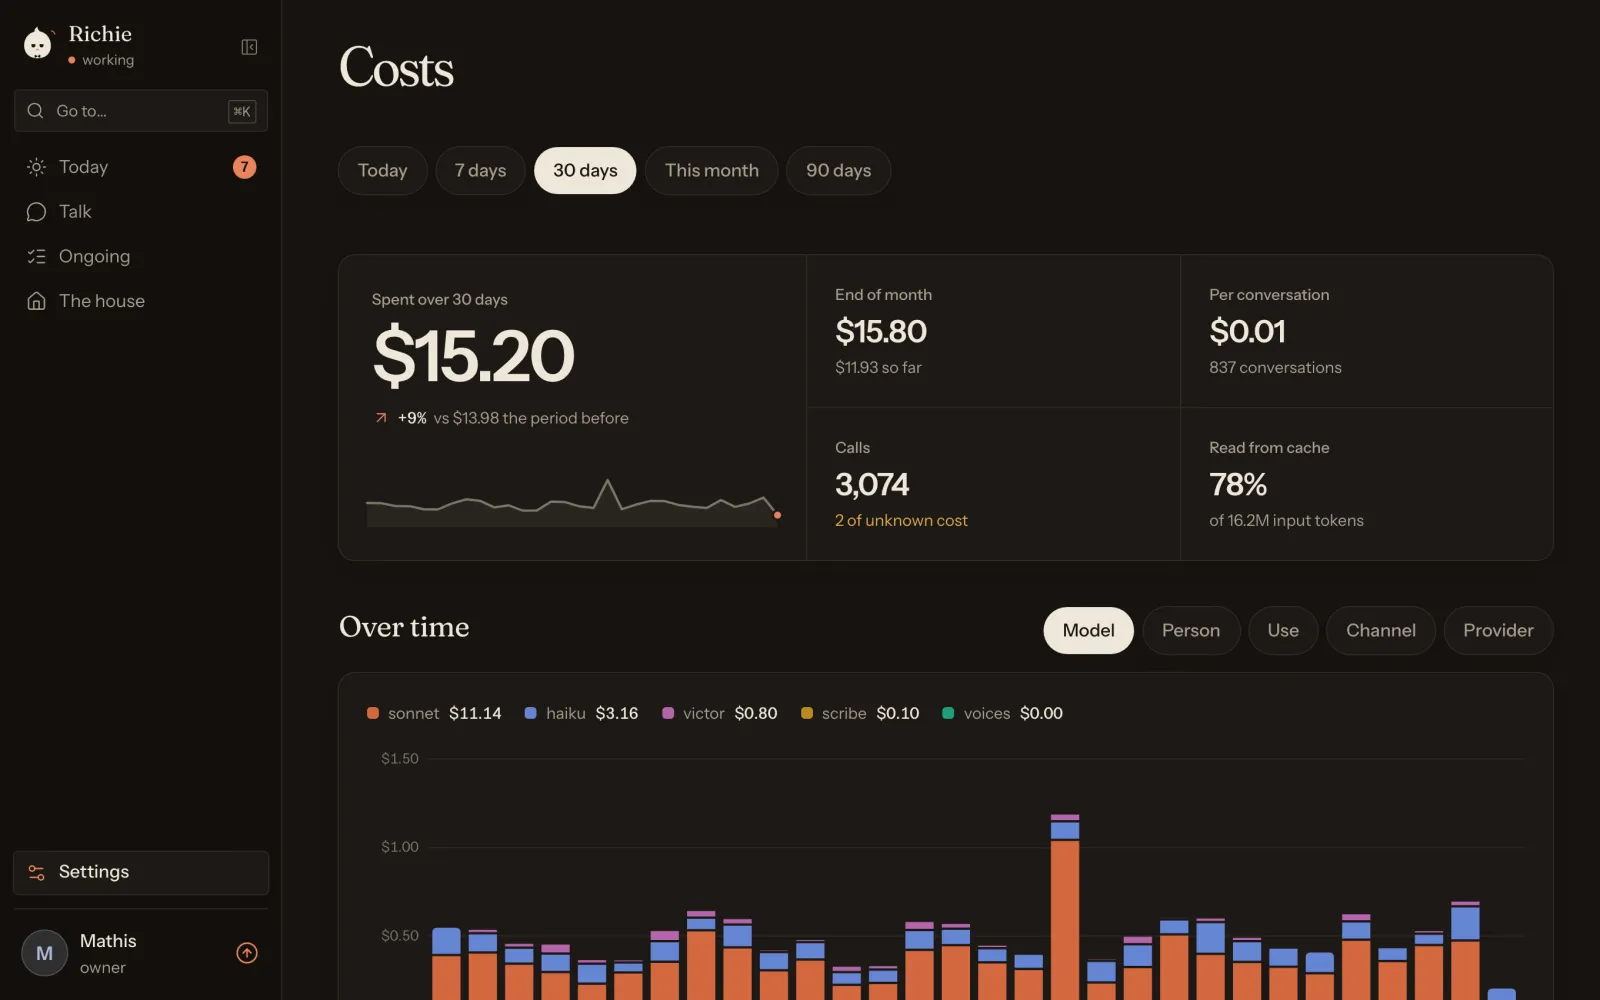 Richie
working
Go to...
⌘K
Today
7
Talk
Ongoing
The house
Settings
M
Mathis
owner
Costs
Today
7 days
30 days
This month
90 days
Spent over 30 days
$15.20
+9% vs $13.98 the period before
End of month
$15.80
$11.93 so far
Per conversation
$0.01
837 conversations
Calls
3,074
2 of unknown cost
Read from cache
78%
of 16.2M input tokens
Over time
Model
Person
Use
Channel
Provider
sonnet $11.14
haiku $3.16
victor $0.80
scribe $0.10
voices $0.00
$1.50
$1.00
$0.50